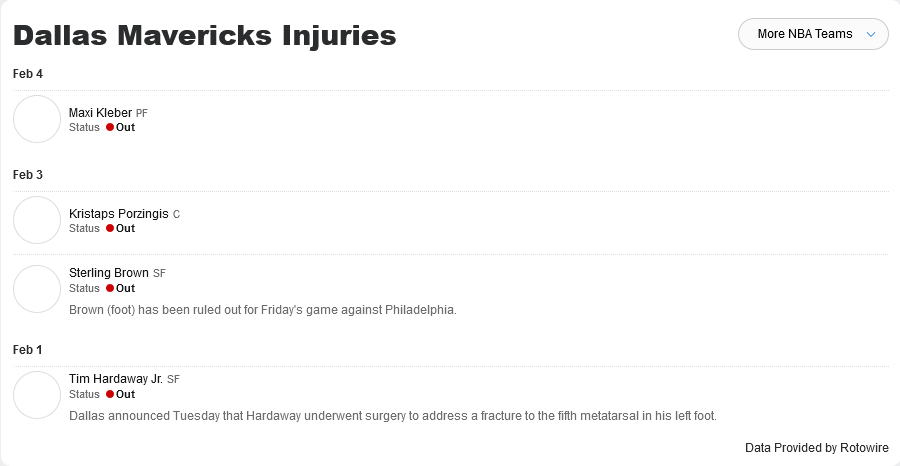 Dallas Mavericks Injuries
More NBA Teams
Feb 4
Maxi Kleber PF
Status Out
Feb 3
Kristaps Porzingis C
Status Out
Sterling Brown SF
Status Out
Brown (foot) has been ruled out for Friday's game against Philadelphia.
Feb 1
Tim Hardaway Jr. SF
Status Out
Dallas announced Tuesday that Hardaway underwent surgery to address a fracture to the fifth metatarsal in his left foot.
Data Provided by Rotowire